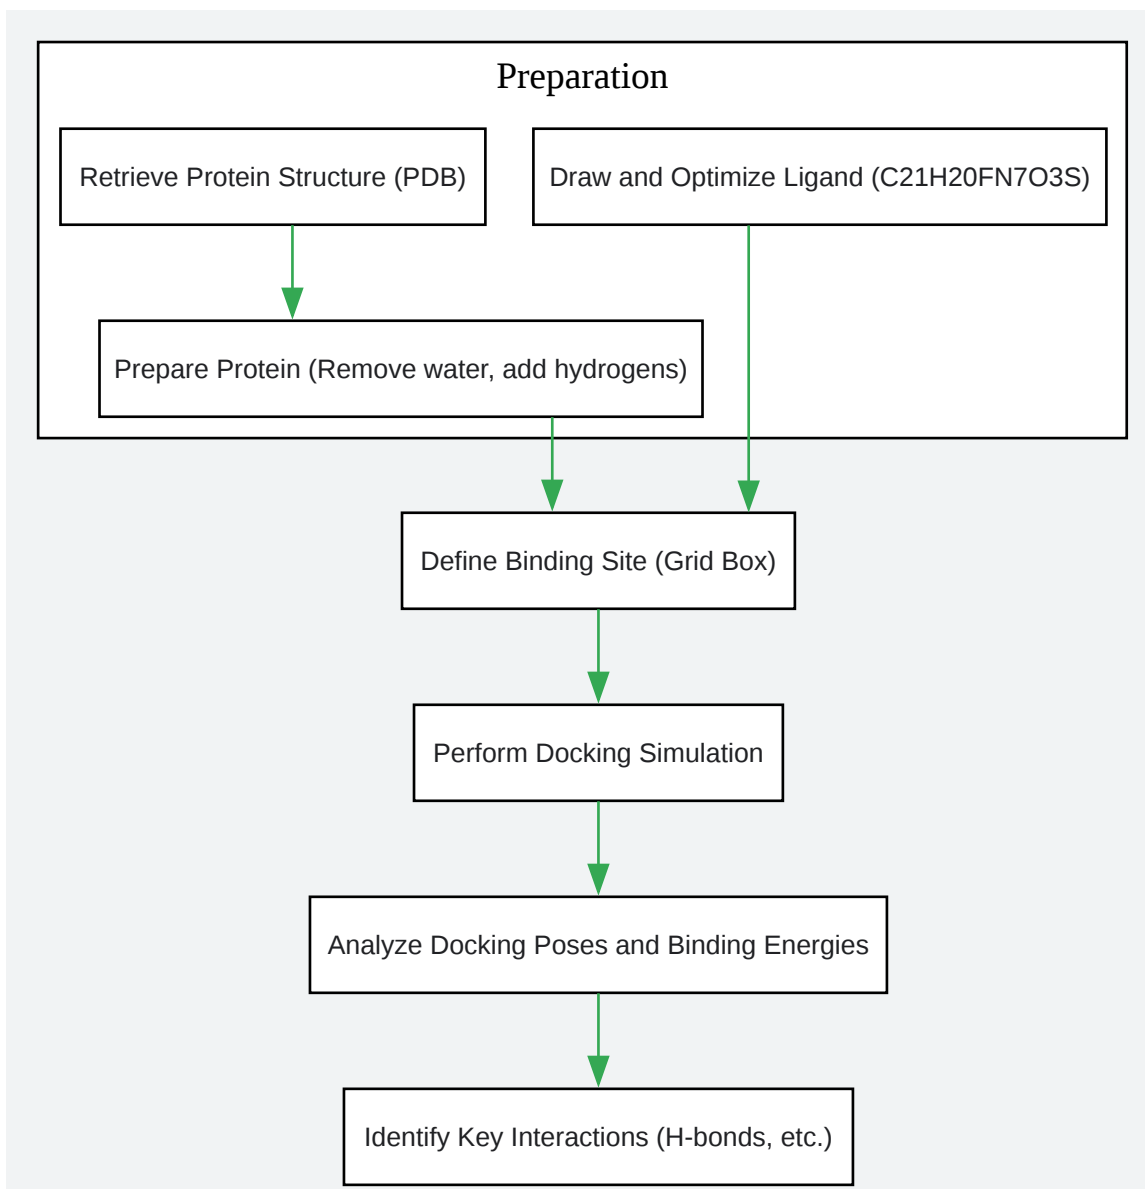 Preparation
Retrieve Protein Structure (PDB)
Draw and Optimize Ligand (C21H20FN7O3S)
Prepare Protein (Remove water, add hydrogens)
Define Binding Site (Grid Box)
Perform Docking Simulation
Analyze Docking Poses and Binding Energies
Identify Key Interactions (H-bonds, etc.)